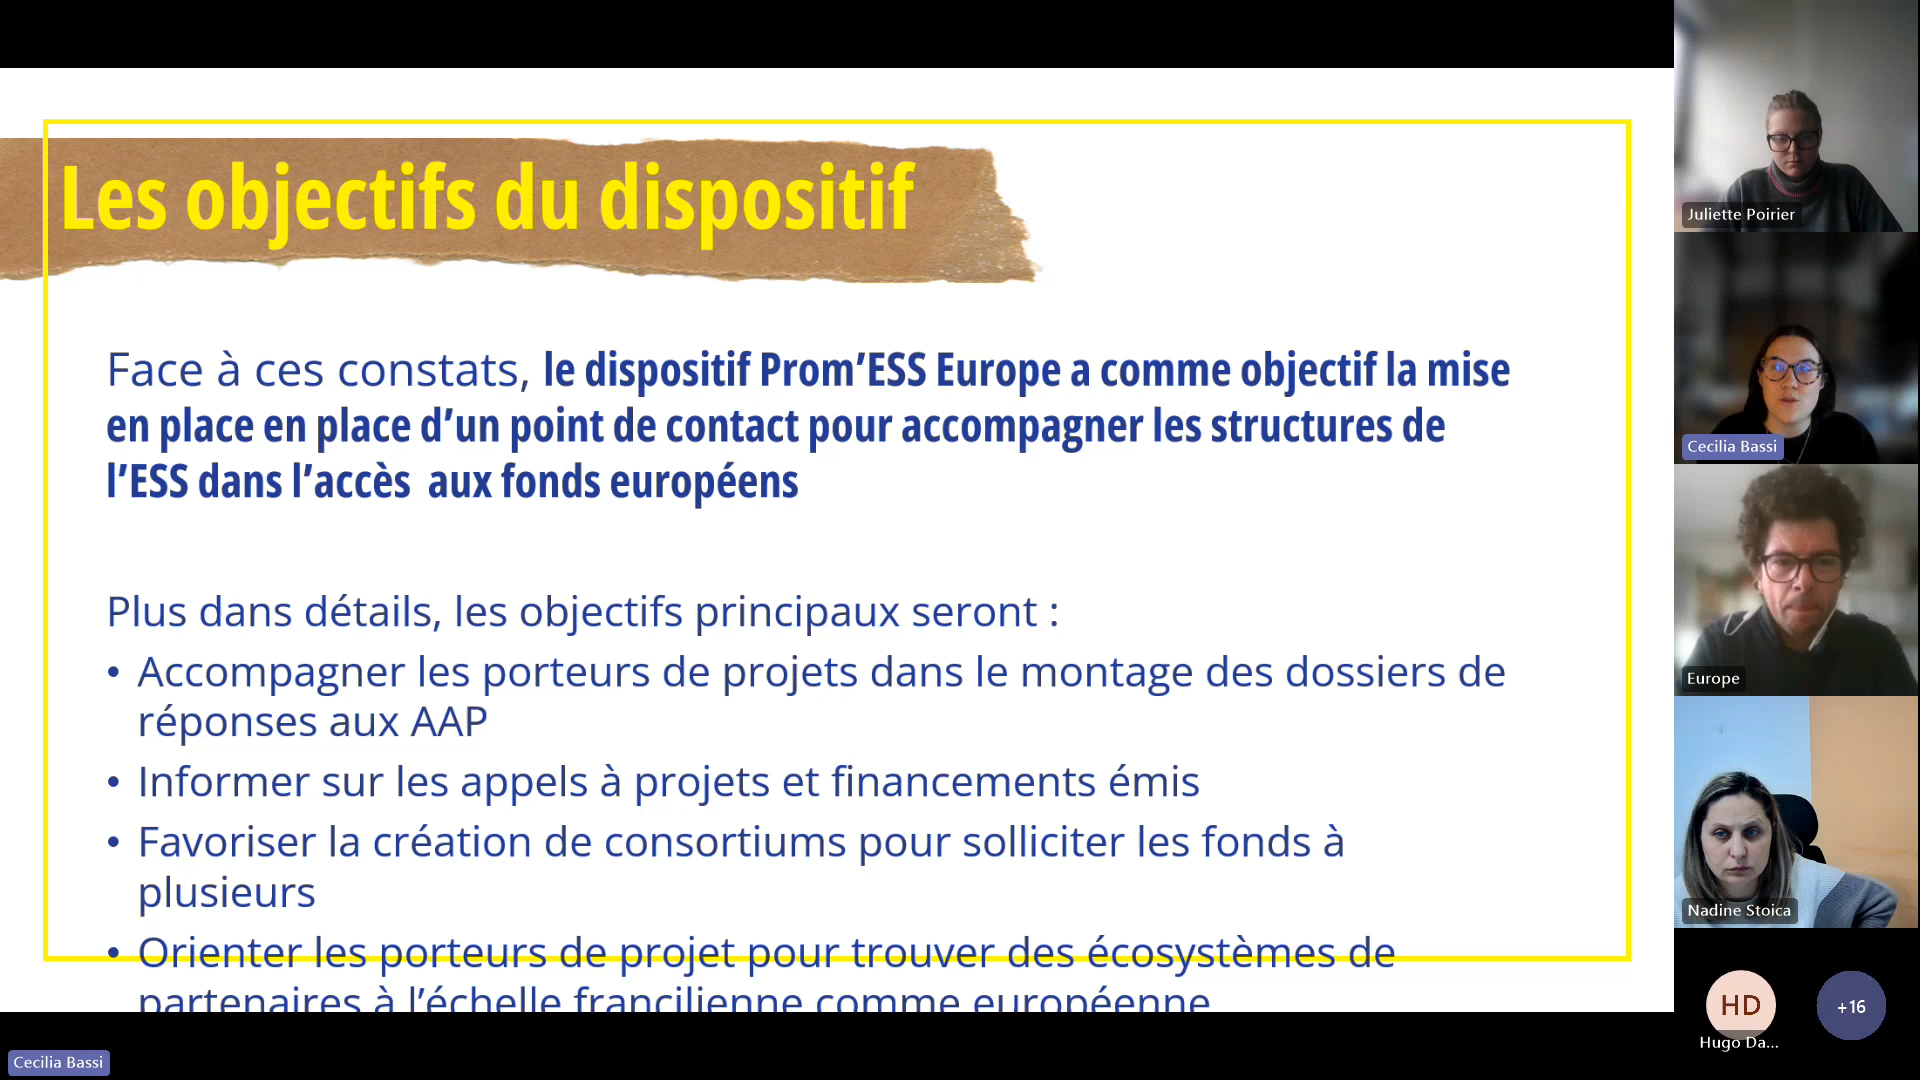 Les objectifs du dispositif
Face à ces constats, le dispositif Prom’ESS Europe a comme objectif la mise
en place en place d’un point de contact pour accompagner les structures de
l’ESS dans l’accès  aux fonds européens
Plus dans détails, les objectifs principaux seront :
• Accompagner les porteurs de projets dans le montage des dossiers de
réponses aux AAP
• Informer sur les appels à projets et financements émis
• Favoriser la création de consortiums pour solliciter les fonds à
plusieurs
• Orienter les porteurs de projet pour trouver des écosystèmes de
partenaires à l’échelle francilienne comme européenne
Cecilia Bassi
Juliette Poirier
Cecilia Bassi
Europe
Nadine Stoica
HD
Hugo Da...
+16